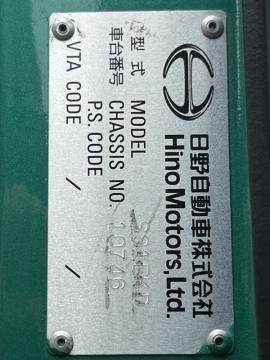 日野自動車株式会社
Hino Motors, Ltd.
型式 MODEL
車台番号 CHASSIS NO. 10746
P.S. CODE
VTA CODE / /